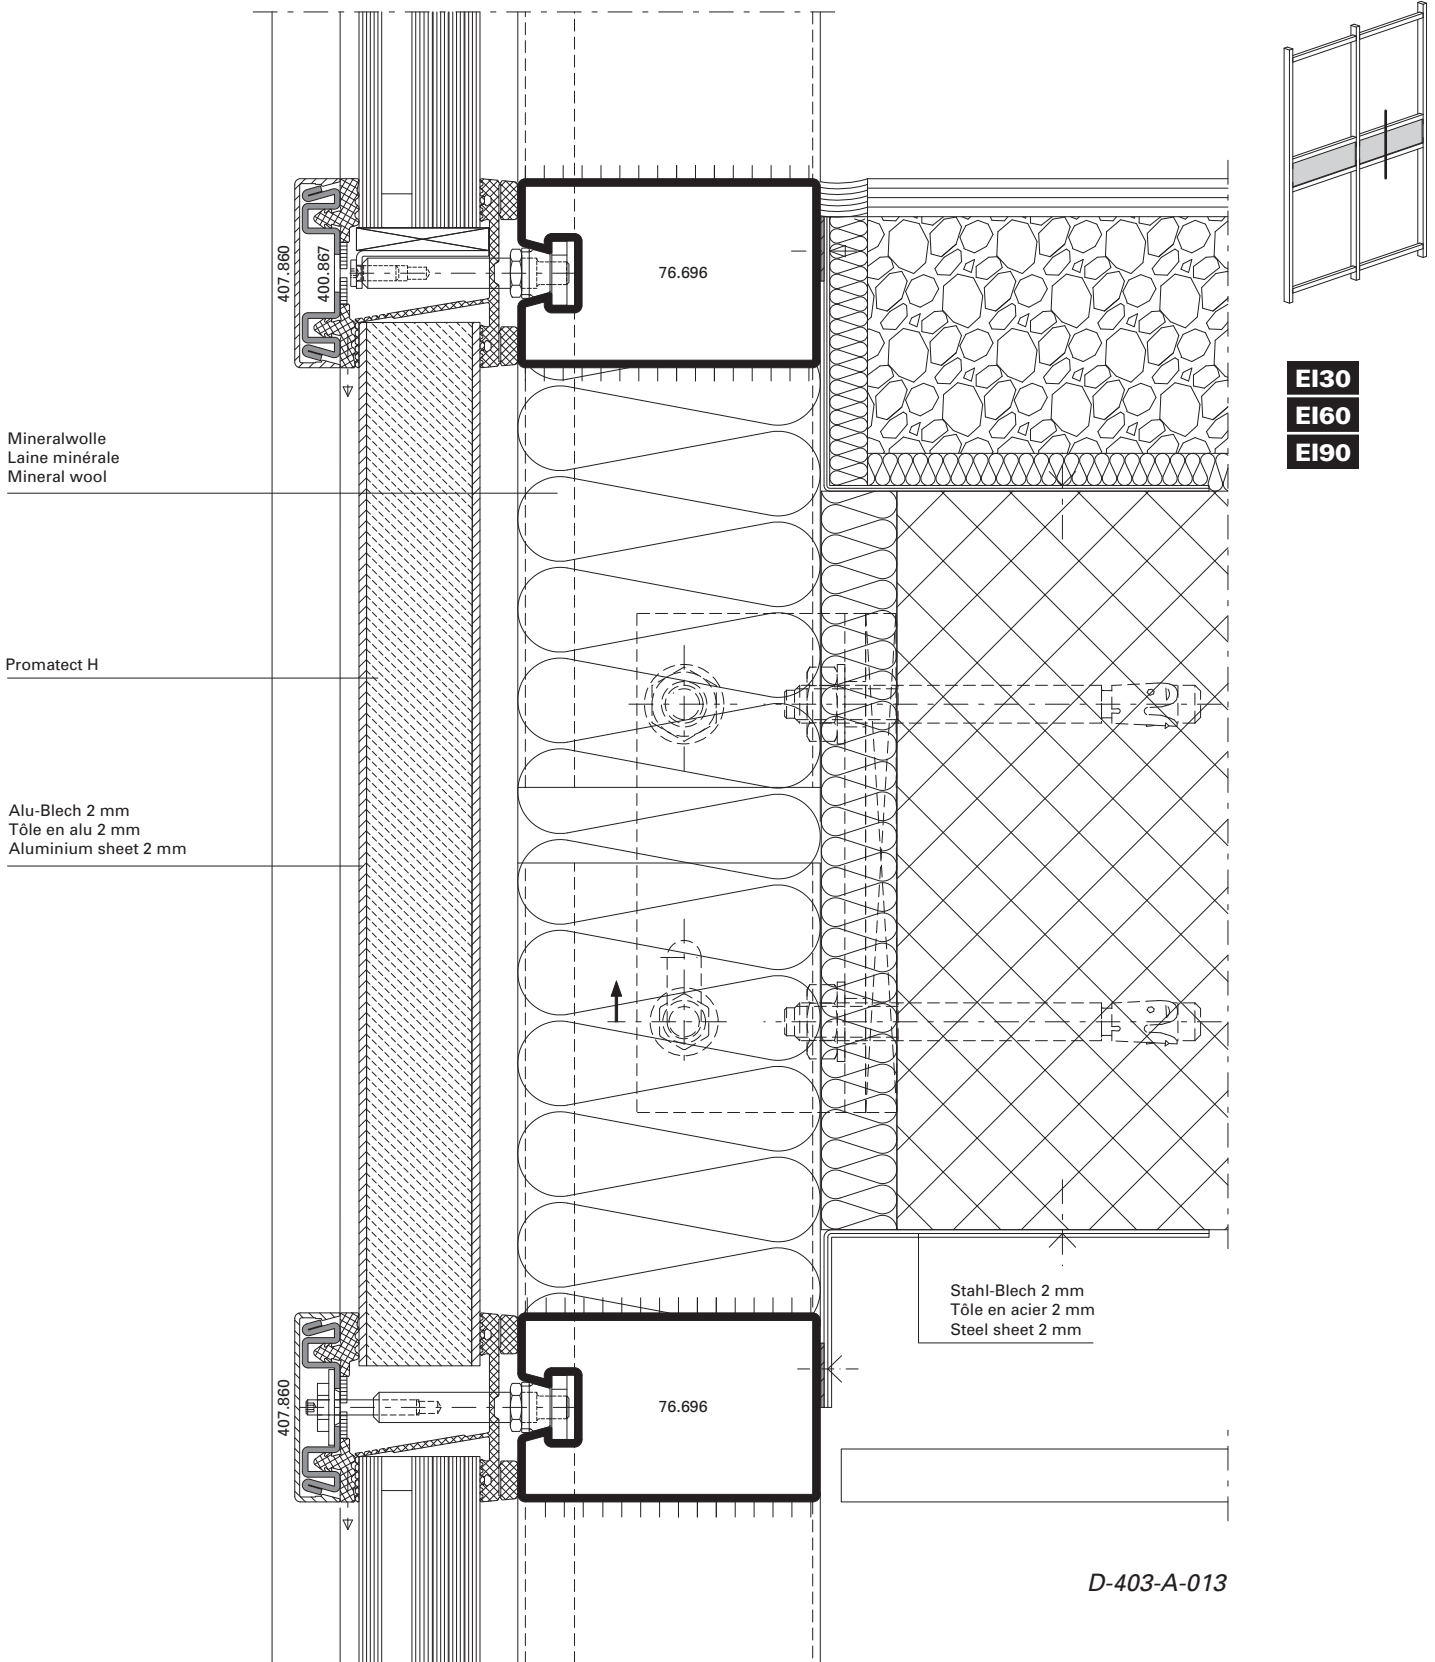 407.860
400.867
76.696
EI30
EI60
EI90
Mineralwolle
Laine minérale
Mineral wool
Promatect H
Alu-Blech 2 mm
Tôle en alu 2 mm
Aluminium sheet 2 mm
Stahl-Blech 2 mm
Tôle en acier 2 mm
Steel sheet 2 mm
407.860
76.696
D-403-A-013